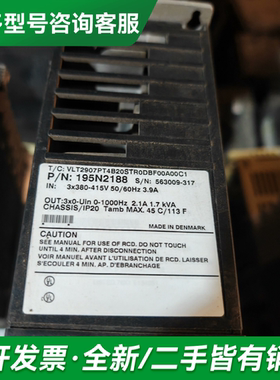 各型号咨询客服
T/C: VLT2907PT4B20STR0DBF00A00C1
P/N: 195N2188 S/N: 563009-317
IN: 3x380-415V 50/60Hz 3.9A
OUT:3x0-Uin 0-1000Hz 2.1A 1.7 kVA
CHASSIS/IP20 Tamb MAX. 45 C/113 F
MADE IN DENMARK
CAUTION
SEE MANUAL FOR USE OF RCD. DO NOT TOUCH
UNTIL 4 MIN. AFTER DISCONNECTION
VOIR MANUEL AVANT L'UTILISATION DE RCD. LAISSER
S'ECOULER 4 MIN. AP.D'EBRANCHAGE
开发票·全新/二手皆有销